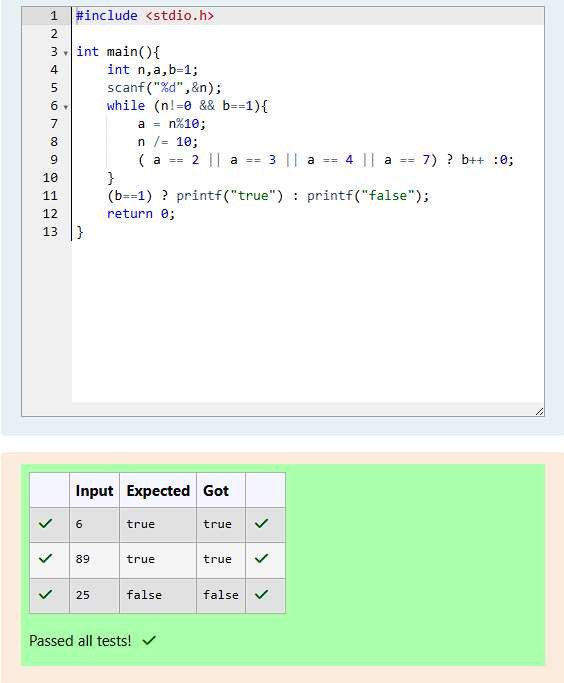 1 #include <stdio.h>
2
3 int main(){
4     int n,a,b=1;
5     scanf("%d",&n);
6     while (n!=0 && b==1){
7         a = n%10;
8         n /= 10;
9         ( a == 2 || a == 3 || a == 4 || a == 7) ? b++ :0;
10     }
11     (b==1) ? printf("true") : printf("false");
12     return 0;
13 }
Input Expected Got
6 true true
89 true true
25 false false
Passed all tests!